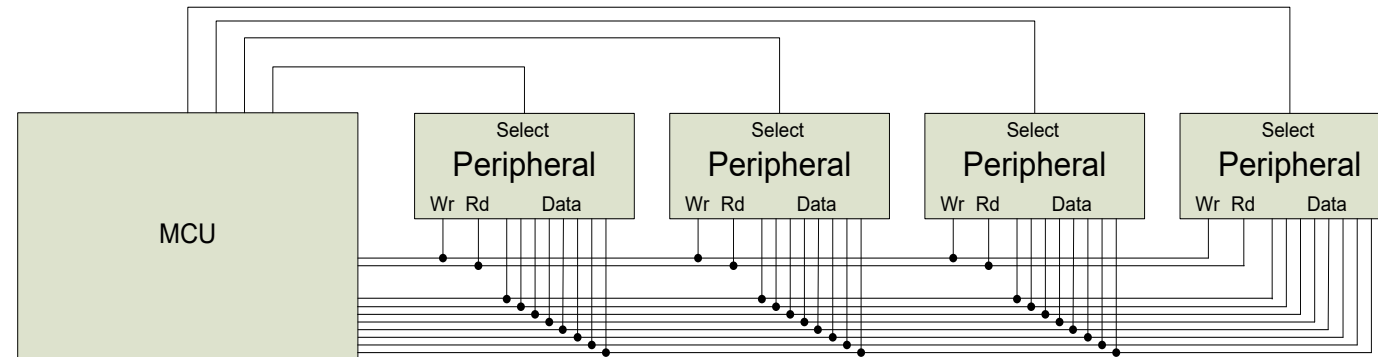 Select Select Select Select
Peripheral Peripheral Peripheral Peripheral
Wr Rd Data Wr Rd Data Wr Rd Data Wr Rd Data
MCU